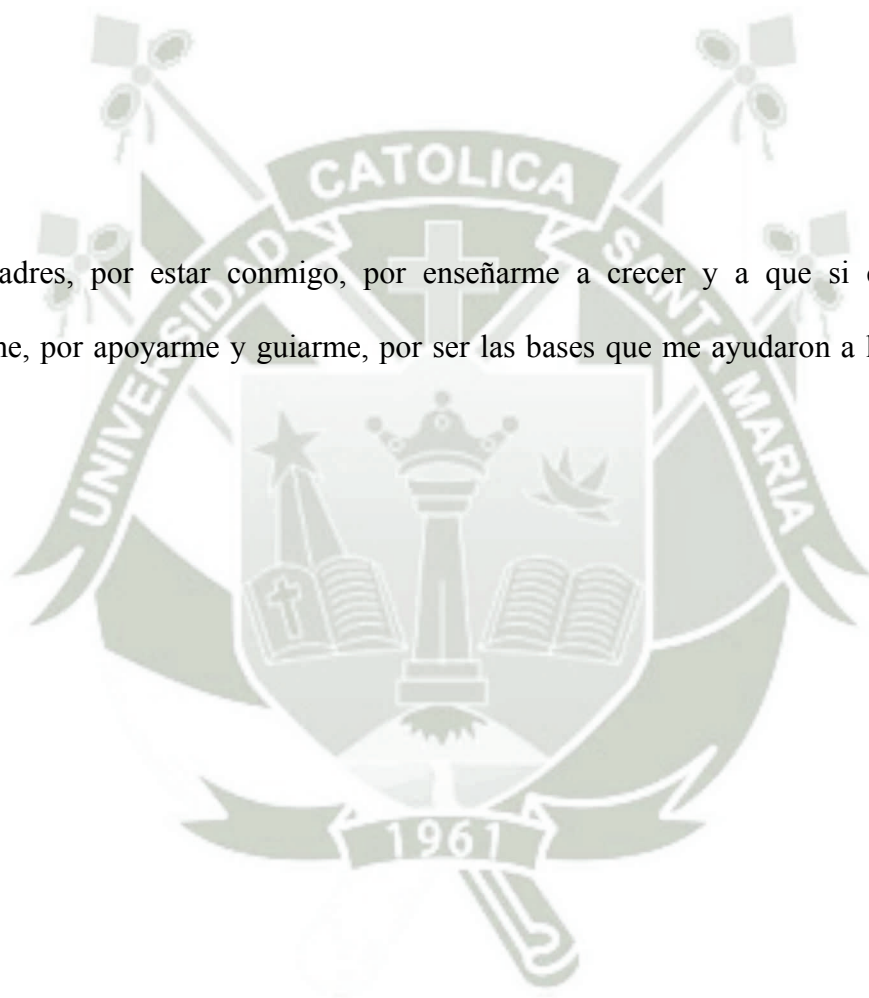 CATOLICA
UNIVERSIDAD
SANTA MARIA
adres, por estar conmigo, por enseñarme a crecer y a que si
ne, por apoyarme y guiarme, por ser las bases que me ayudaron a
1961